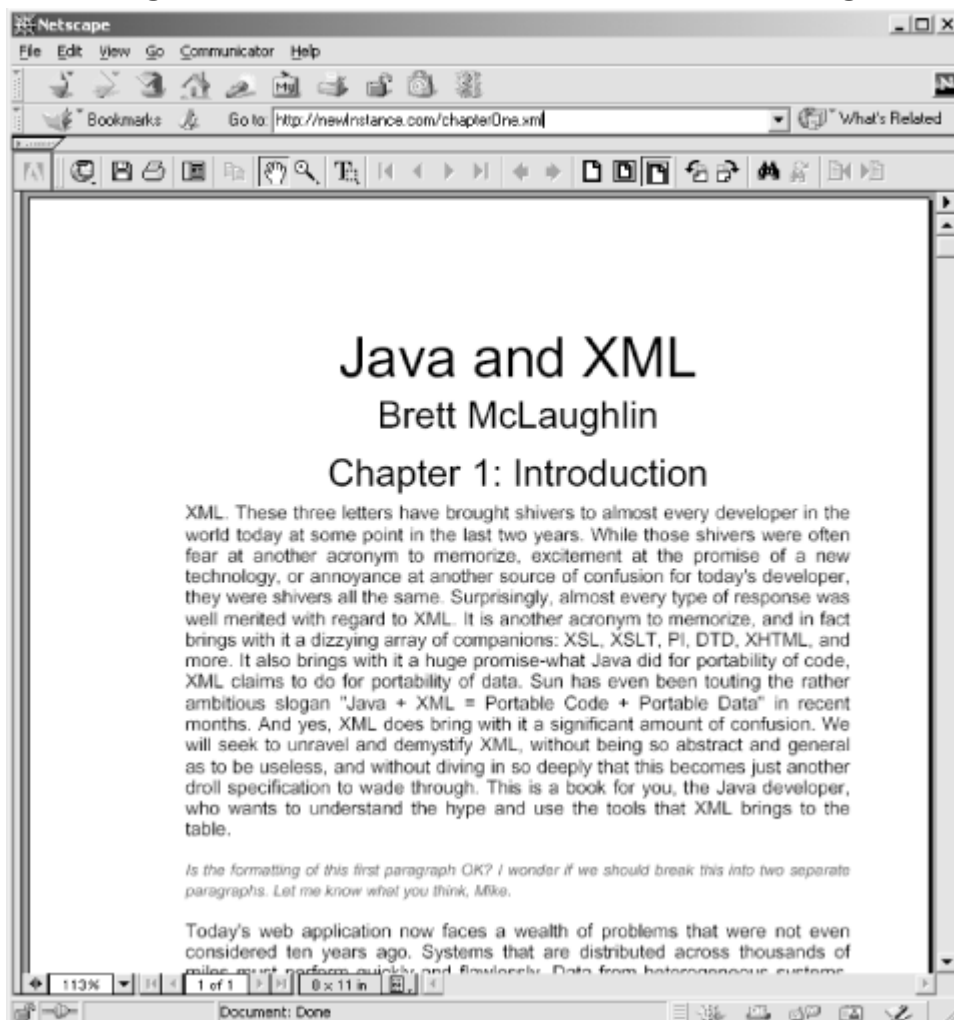 Netscape
File Edit View Go Communicator Help
My N
Bookmarks Go to: http://newInstance.com/chapterOne.xml What's Related
Java and XML
Brett McLaughlin
Chapter 1: Introduction
XML. These three letters have brought shivers to almost every developer in the
world today at some point in the last two years. While those shivers were often
fear at another acronym to memorize, excitement at the promise of a new
technology, or annoyance at another source of confusion for today's developer,
they were shivers all the same. Surprisingly, almost every type of response was
well merited with regard to XML. It is another acronym to memorize, and in fact
brings with it a dizzying array of companions: XSL, XSLT, PI, DTD, XHTML, and
more. It also brings with it a huge promise-what Java did for portability of code,
XML claims to do for portability of data. Sun has even been touting the rather
ambitious slogan "Java + XML = Portable Code + Portable Data" in recent
months. And yes, XML does bring with it a significant amount of confusion. We
will seek to unravel and demystify XML, without being so abstract and general
as to be useless, and without diving in so deeply that this becomes just another
droll specification to wade through. This is a book for you, the Java developer,
who wants to understand the hype and use the tools that XML brings to the
table.
Is the formatting of this first paragraph OK? I wonder if we should break this into two separate
paragraphs. Let me know what you think, Mike.
Today's web application now faces a wealth of problems that were not even
considered ten years ago. Systems that are distributed across thousands of
miles must perform quickly and flawlessly. Data from heterogeneous systems,
113% 1 of 1 8 x 11 in
Document: Done